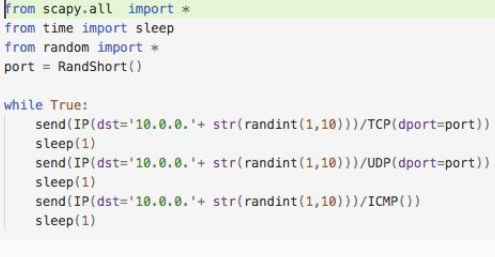 from scapy.all  import *
from time import sleep
from random import *
port = RandShort()
while True:
    send(IP(dst='10.0.0.'+ str(randint(1,10)))/TCP(dport=port))
    sleep(1)
    send(IP(dst='10.0.0.'+ str(randint(1,10)))/UDP(dport=port))
    sleep(1)
    send(IP(dst='10.0.0.'+ str(randint(1,10)))/ICMP())
    sleep(1)